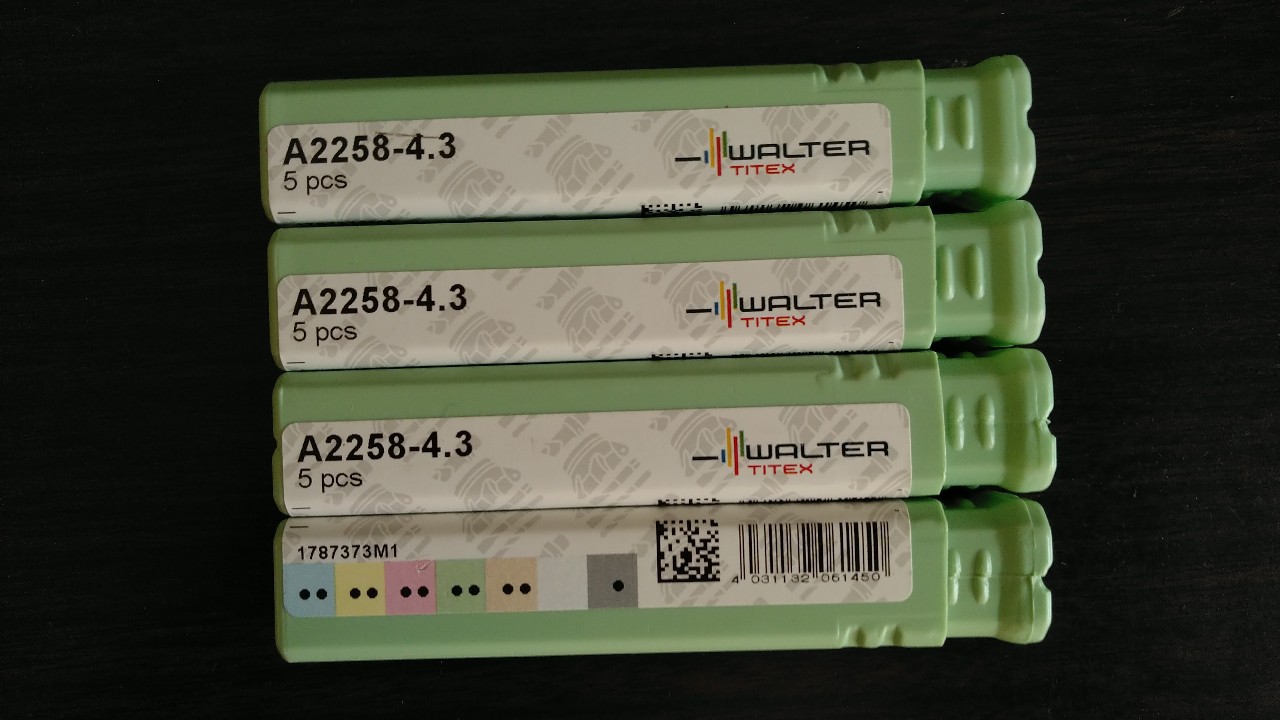 A2258-4.3
5 pcs
WALTER
TITEX
A2258-4.3
5 pcs
WALTER
TITEX
A2258-4.3
5 pcs
WALTER
TITEX
1787373M1
4 031132 061450